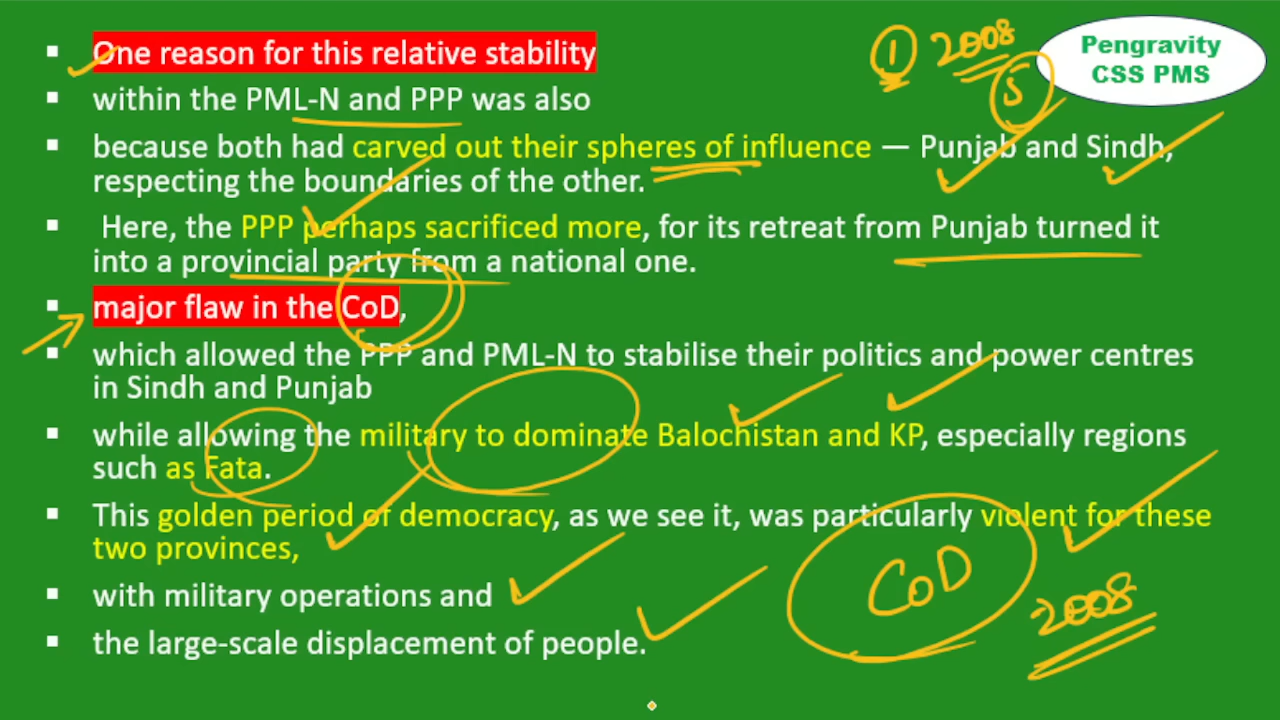 One reason for this relative stability
① 2008
5
Pengravity
CSS PMS
within the PML-N and PPP was also
because both had carved out their spheres of influence — Punjab and Sindh,
respecting the boundaries of the other.
Here, the PPP perhaps sacrificed more, for its retreat from Punjab turned it
into a provincial party from a national one.
major flaw in the CoD,
which allowed the PPP and PML-N to stabilise their politics and power centres
in Sindh and Punjab
while allowing the military to dominate Balochistan and KP, especially regions
such as Fata.
This golden period of democracy, as we see it, was particularly violent for these
two provinces,
with military operations and
the large-scale displacement of people.
CoD
2008